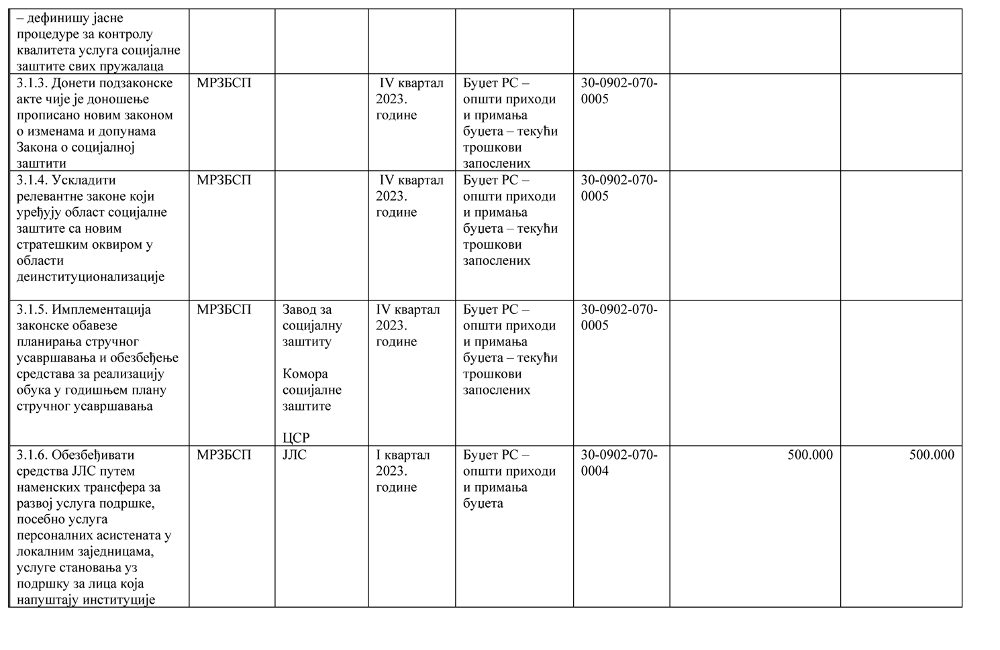 – дефинишу јасне
процедуре за контролу
квалитета услуга социјалне
заштите свих пружалаца
3.1.3. Донети подзаконске
акте чије је доношење
прописано новим законом
о изменама и допунама
Закона о социјалној
заштити
МРЗБСП
IV квартал
2023.
године
Буџет РС –
општи приходи
и примања
буџета – текући
трошкови
запослених
30-0902-070-
0005
3.1.4. Ускладити
релевантне законе који
уређују област социјалне
заштите са новим
стратешким оквиром у
области
деинституционализације
МРЗБСП
IV квартал
2023.
године
Буџет РС –
општи приходи
и примања
буџета – текући
трошкови
запослених
30-0902-070-
0005
3.1.5. Имплементација
законске обавезе
планирања стручног
усавршавања и обезбеђење
средстава за реализацију
обука у годишњем плану
стручног усавршавања
МРЗБСП
Завод за
социјалну
заштиту
Комора
социјалне
заштите
ЦСР
IV квартал
2023.
године
Буџет РС –
општи приходи
и примања
буџета – текући
трошкови
запослених
30-0902-070-
0005
3.1.6. Обезбеђивати
средства ЈЛС путем
наменских трансфера за
развој услуга подршке,
посебно услуга
персоналних асистената у
локалним заједницама,
услуге становања уз
подршку за лица која
напуштају институције
МРЗБСП
ЈЛС
I квартал
2023.
године
Буџет РС –
општи приходи
и примања
буџета
30-0902-070-
0004
500.000
500.000